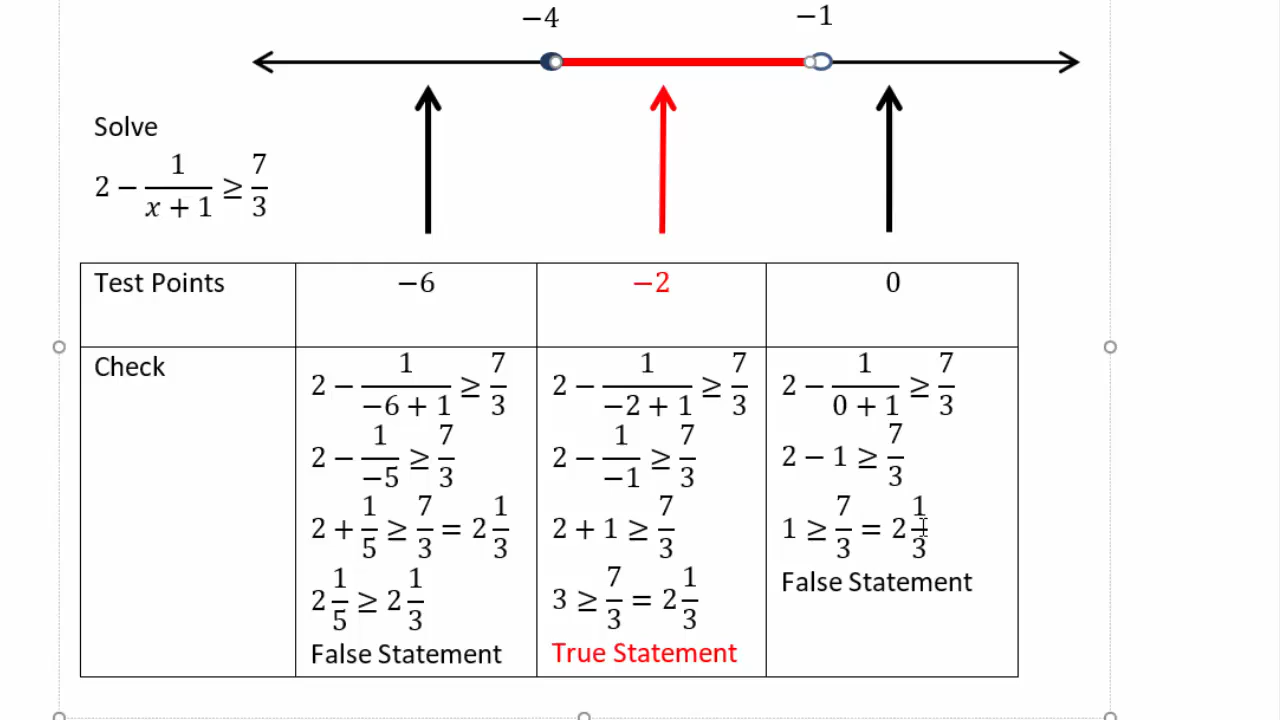 −4 −1
Solve
2 − 1/(x + 1) ≥ 7/3
Test Points −6 −2 0
Check
2 − 1/(−6 + 1) ≥ 7/3
2 − 1/(−5) ≥ 7/3
2 + 1/5 ≥ 7/3 = 2 1/3
2 1/5 ≥ 2 1/3
False Statement
2 − 1/(−2 + 1) ≥ 7/3
2 − 1/(−1) ≥ 7/3
2 + 1 ≥ 7/3
3 ≥ 7/3 = 2 1/3
True Statement
2 − 1/(0 + 1) ≥ 7/3
2 − 1 ≥ 7/3
1 ≥ 7/3 = 2 1/3
False Statement